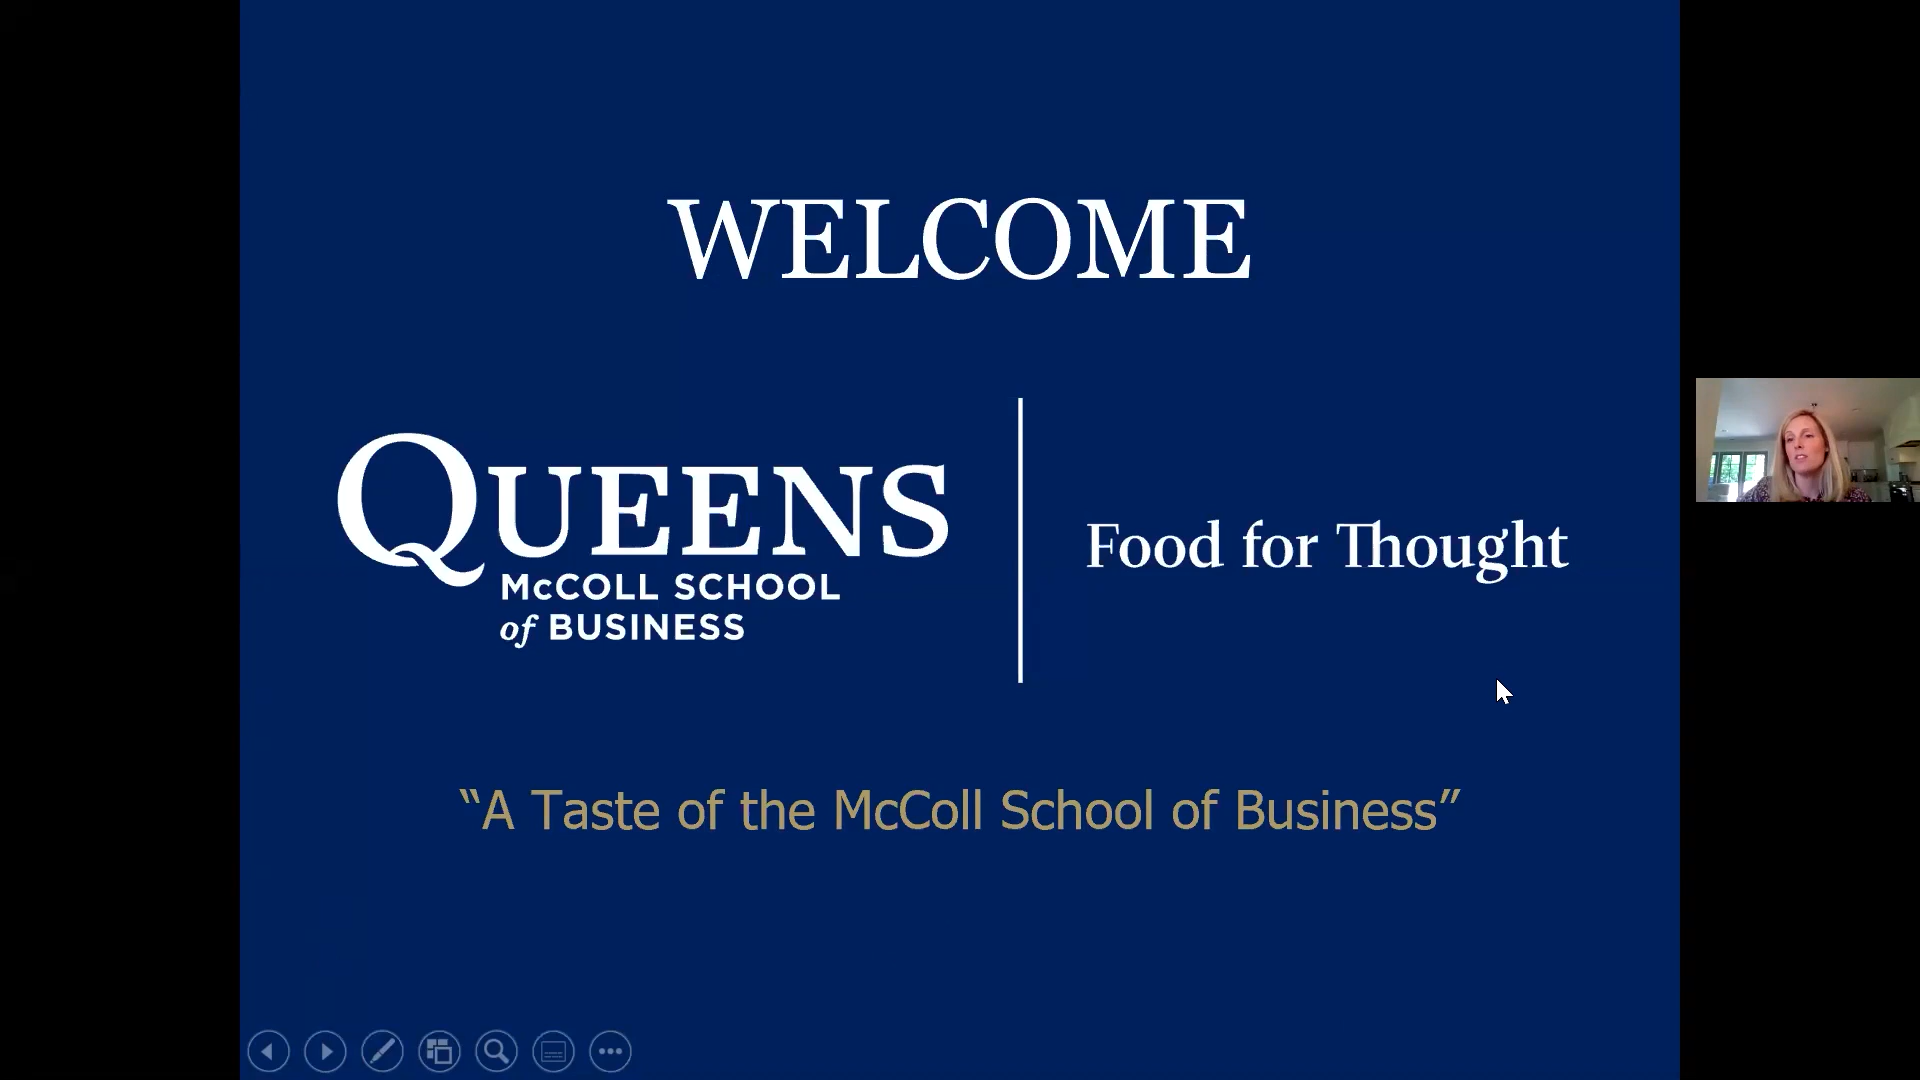 WELCOME
QUEENS
McCOLL SCHOOL
of BUSINESS
Food for Thought
“A Taste of the McColl School of Business”